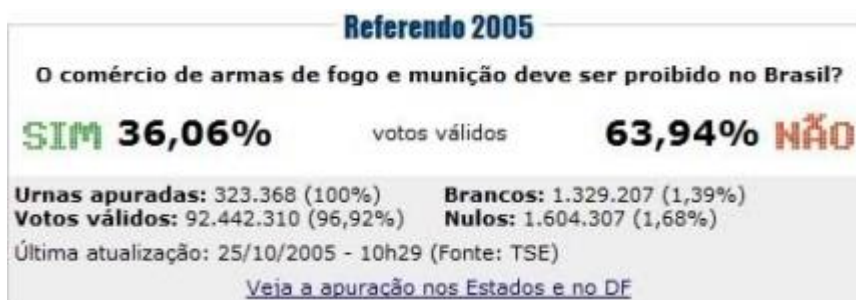 Referendo 2005
O comércio de armas de fogo e munição deve ser proibido no Brasil?
SIM 36,06% votos válidos 63,94% NÃO
Urnas apuradas: 323.368 (100%) Brancos: 1.329.207 (1,39%)
Votos válidos: 92.442.310 (96,92%) Nulos: 1.604.307 (1,68%)
Última atualização: 25/10/2005 - 10h29 (Fonte: TSE)
Veja a apuração nos Estados e no DF